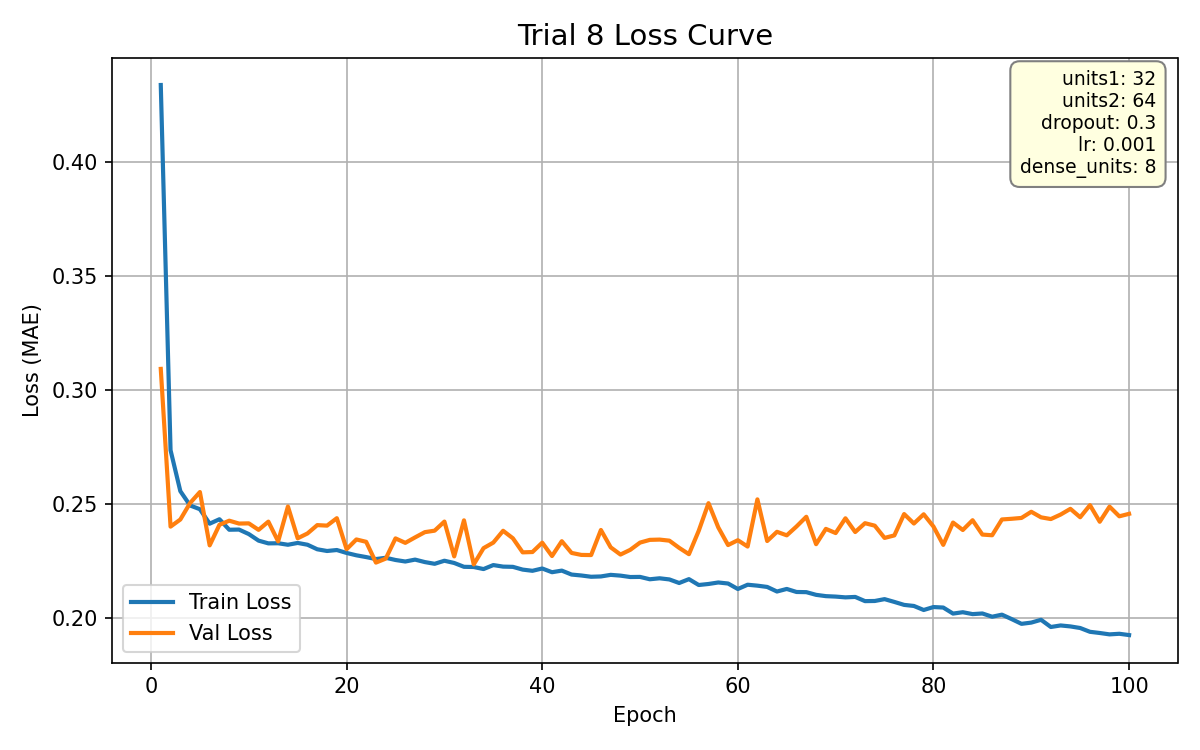 Trial 8 Loss Curve
units1: 32
units2: 64
dropout: 0.3
lr: 0.001
dense_units: 8
Loss (MAE)
0.40
0.35
0.30
0.25
0.20
Train Loss
Val Loss
0 20 40 60 80 100
Epoch